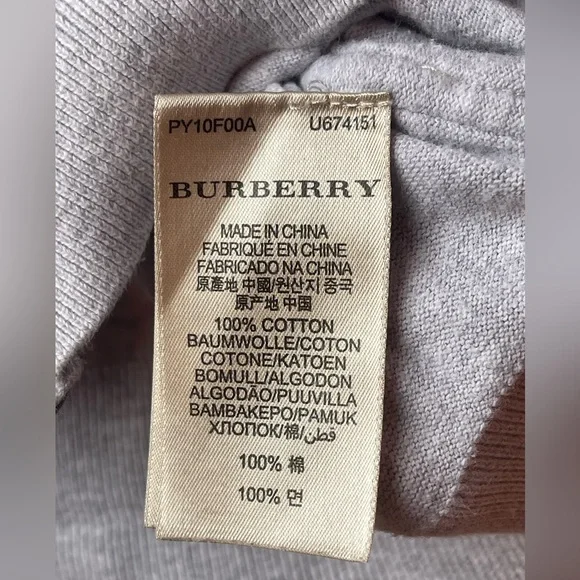 PY10F00A U674151
BURBERRY
MADE IN CHINA
FABRIQUÉ EN CHINE
FABRICADO NA CHINA
原產地 中國/원산지 중국
原产地 中国
100% COTTON
BAUMWOLLE/COTON
COTONE/KATOEN
BOMULL/ALGODON
ALGODÃO/PUUVILLA
BAMBAKEPO/PAMUK
ХЛОПОК/棉/قطن
100% 棉
100% 면